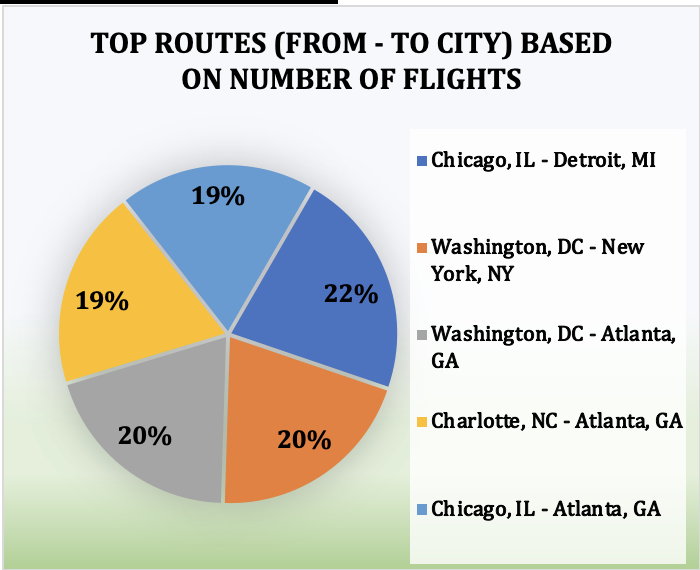 TOP ROUTES (FROM - TO CITY) BASED
ON NUMBER OF FLIGHTS
19%
22%
19%
20%
20%
Chicago, IL - Detroit, MI
Washington, DC - New
York, NY
Washington, DC - Atlanta,
GA
Charlotte, NC - Atlanta, GA
Chicago, IL - Atlanta, GA